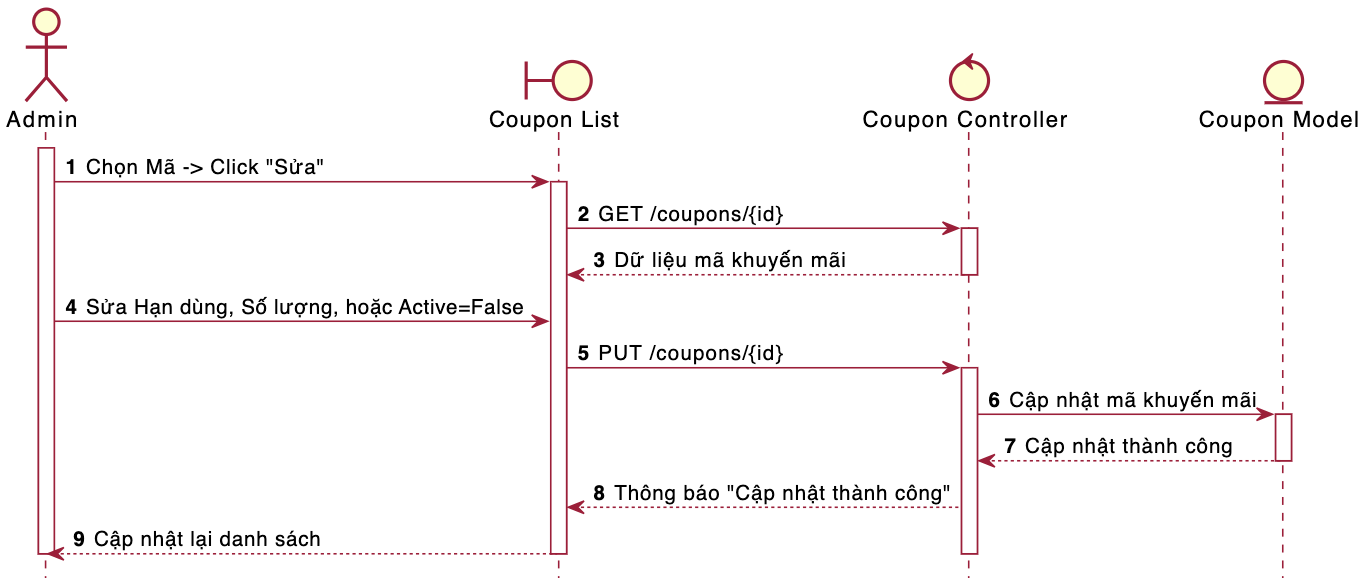 Admin
Coupon List
Coupon Controller
Coupon Model
1 Chọn Mã -> Click "Sửa"
2 GET /coupons/{id}
3 Dữ liệu mã khuyến mãi
4 Sửa Hạn dùng, Số lượng, hoặc Active=False
5 PUT /coupons/{id}
6 Cập nhật mã khuyến mãi
7 Cập nhật thành công
8 Thông báo "Cập nhật thành công"
9 Cập nhật lại danh sách